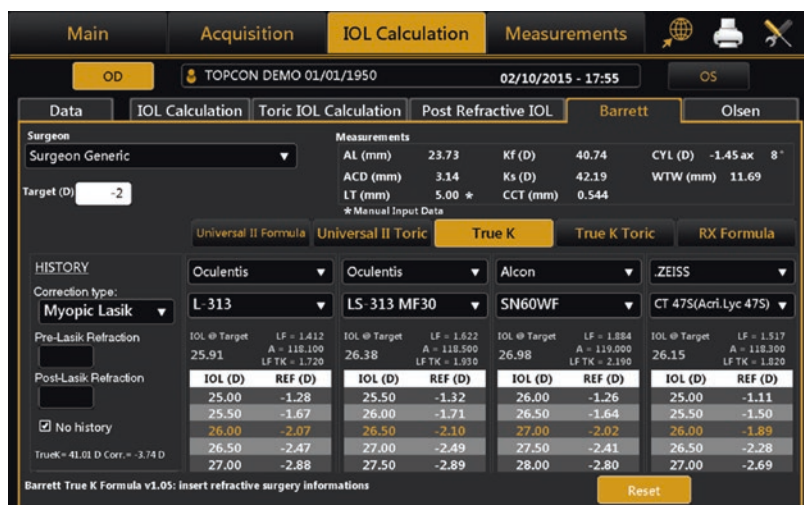 Main Acquisition IOL Calculation Measurements
OD TOPCON DEMO 01/01/1950 02/10/2015 - 17:55 OS
Data IOL Calculation Toric IOL Calculation Post Refractive IOL Barrett Olsen
Surgeon Measurements
Surgeon Generic AL (mm) 23.73 Kf (D) 40.74 CYL (D) -1.45 ax 8°
ACD (mm) 3.14 Ks (D) 42.19 WTW (mm) 11.69
Target (D) -2 LT (mm) 5.00 * CCT (mm) 0.544
* Manual Input Data
Universal II Formula Universal II Toric True K True K Toric RX Formula
HISTORY Oculentis Oculentis Alcon .ZEISS
Correction type:
Myopic Lasik L-313 LS-313 MF30 SN60WF CT 47S(Acri.Lyc 47S)
Pre-Lasik Refraction IOL @ Target LF = 1.412 IOL @ Target LF = 1.622 IOL @ Target LF = 1.884 IOL @ Target LF = 1.517
25.91 A = 118.100 26.38 A = 118.500 26.98 A = 119.000 26.15 A = 118.300
LF TK = 1.720 LF TK = 1.930 LF TK = 2.190 LF TK = 1.820
Post-Lasik Refraction IOL (D) REF (D) IOL (D) REF (D) IOL (D) REF (D) IOL (D) REF (D)
25.00 -1.28 25.50 -1.32 26.00 -1.26 25.00 -1.11
25.50 -1.67 26.00 -1.71 26.50 -1.64 25.50 -1.50
No history 26.00 -2.07 26.50 -2.10 27.00 -2.02 26.00 -1.89
TrueK= 41.01 D Corr.= -3.74 D 26.50 -2.47 27.00 -2.49 27.50 -2.41 26.50 -2.28
27.00 -2.88 27.50 -2.89 28.00 -2.80 27.00 -2.69
Barrett True K Formula v1.05: insert refractive surgery informations Reset